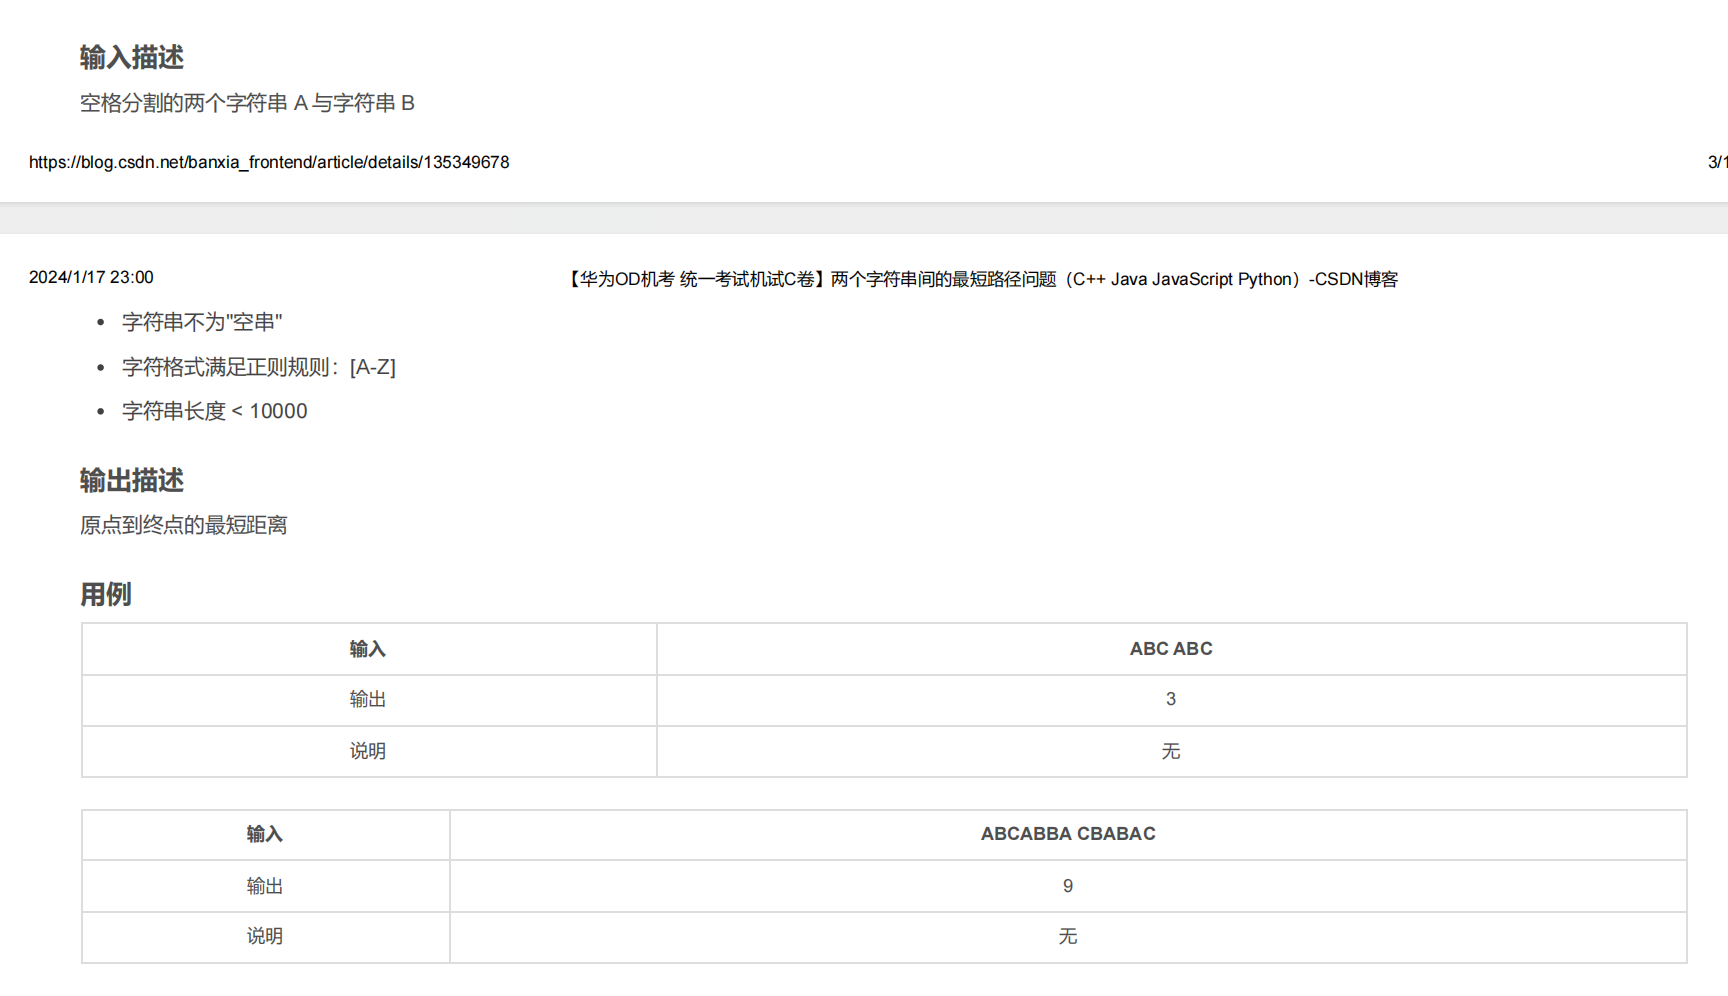 输入描述
空格分割的两个字符串 A 与字符串 B
https://blog.csdn.net/banxia_frontend/article/details/135349678 3/1
2024/1/17 23:00 【华为OD机考 统一考试机试C卷】两个字符串间的最短路径问题（C++ Java JavaScript Python）-CSDN博客
• 字符串不为"空串"
• 字符格式满足正则规则：[A-Z]
• 字符串长度 < 10000
输出描述
原点到终点的最短距离
用例
输入 ABC ABC
输出 3
说明 无
输入 ABCABBA CBABAC
输出 9
说明 无